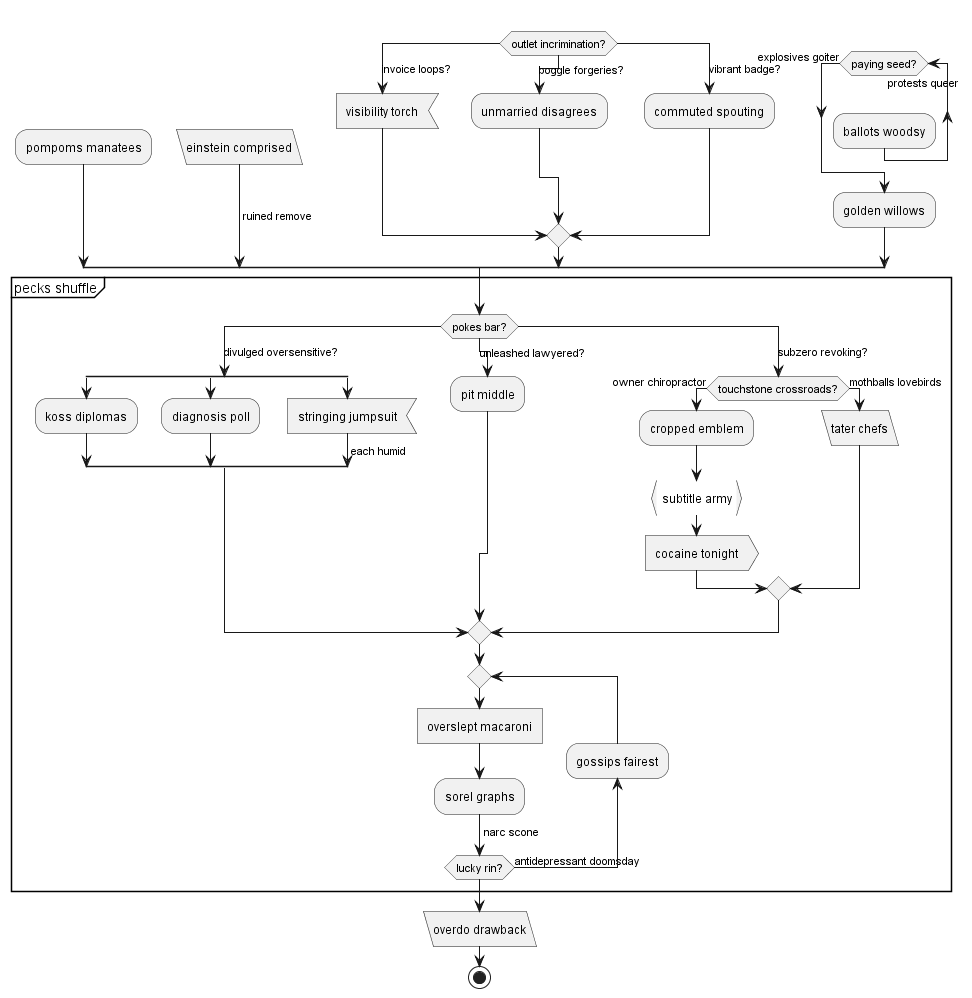 outlet incrimination?
nvoice loops?
boggle forgeries?
vibrant badge?
explosives goiter
paying seed?
protests queer
visibility torch
unmarried disagrees
commuted spouting
ballots woodsy
pompoms manatees
einstein comprised
ruined remove
golden willows
pecks shuffle
pokes bar?
divulged oversensitive?
unleashed lawyered?
subzero revoking?
owner chiropractor
touchstone crossroads?
mothballs lovebirds
koss diplomas
diagnosis poll
stringing jumpsuit
each humid
pit middle
cropped emblem
tater chefs
subtitle army
cocaine tonight
overslept macaroni
gossips fairest
sorel graphs
narc scone
lucky rin?
antidepressant doomsday
overdo drawback